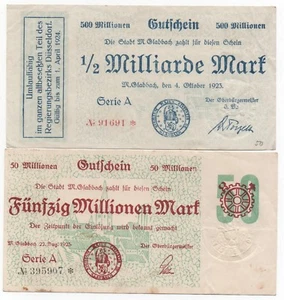 500 Millionen Gutschein 500 Millionen
Die Stadt M.Gladbach zahlt für diesen Schein
1/2 Milliarde Mark
M.Gladbach, den 4. Oktober 1923.
Serie A
Der Oberbürgermeister
№ 91691 *
Umlaufsfähig
im ganzen altbesetzten Teil des
Regierungsbezirks Düsseldorf.
Gültig bis zum 1. April 1924.
50 Millionen Gutschein 50 Millionen
Die Stadt M.Gladbach zahlt für diesen Schein
Fünfzig Millionen Mark
Der Zeitpunkt der Einlösung wird bekannt gemacht
M.Gladbach 23. Aug. 1923
Der Oberbürgermeister
Serie A
№ 395907 *
50